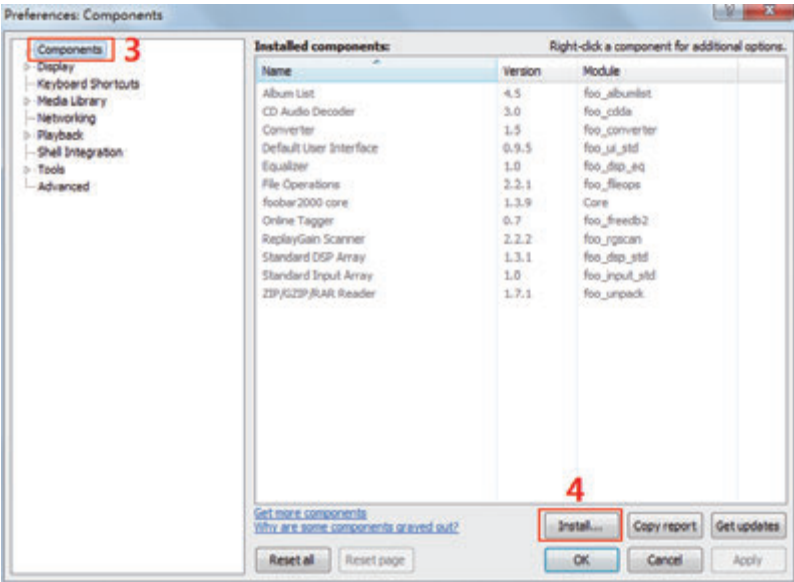 Preferences: Components
Components 3
Display
Keyboard Shortcuts
Media Library
Networking
Playback
Shell Integration
Tools
Advanced
Installed components: Right-click a component for additional options.
Name Version Module
Album List 4.5 foo_albumlist
CD Audio Decoder 3.0 foo_cdda
Converter 1.5 foo_converter
Default User Interface 0.9.5 foo_ui_std
Equalizer 1.0 foo_dsp_eq
File Operations 2.2.1 foo_fileops
foobar2000 core 1.3.9 Core
Online Tagger 0.7 foo_freedb2
ReplayGain Scanner 2.2.2 foo_rgscan
Standard DSP Array 1.3.1 foo_dsp_std
Standard Input Array 1.0 foo_input_std
ZIP/GZIP/RAR Reader 1.7.1 foo_unpack
4
Get more components
Why are some components grayed out?
Install... Copy report Get updates
Reset all Reset page OK Cancel Apply